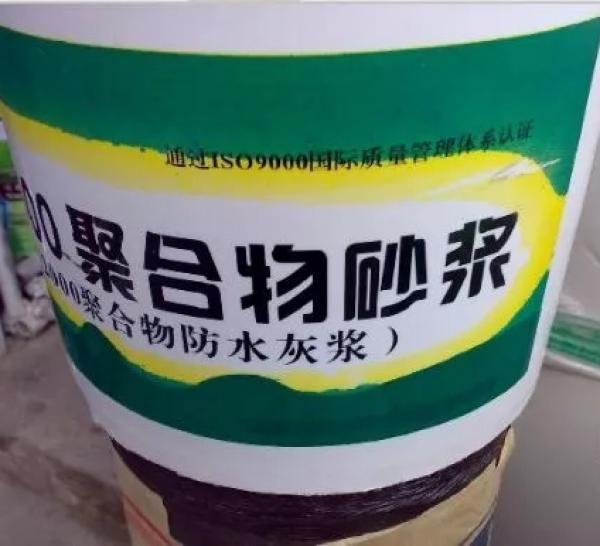 通过ISO9000国际质量管理体系认证
00 聚合物砂浆
000聚合物防水灰浆）